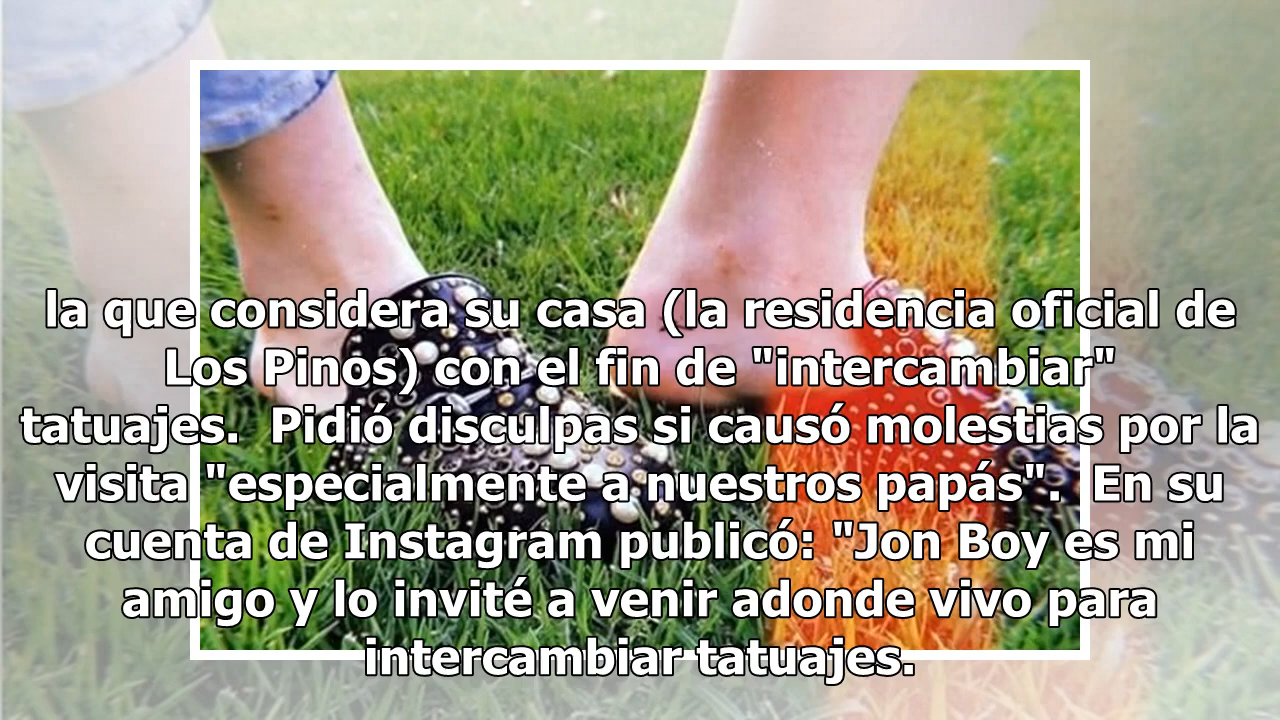 la que considera su casa (la residencia oficial de
Los Pinos) con el fin de "intercambiar"
tatuajes.  Pidió disculpas si causó molestias por la
visita "especialmente a nuestros papás".  En su
cuenta de Instagram publicó: "Jon Boy es mi
amigo y lo invité a venir adonde vivo para
intercambiar tatuajes.